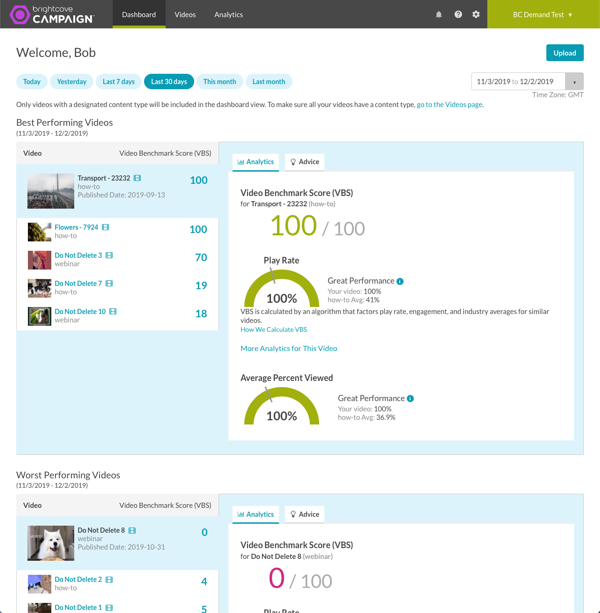 brightcove
CAMPAIGN
Dashboard
Videos
Analytics
BC Demand Test
Welcome, Bob
Upload
Today
Yesterday
Last 7 days
Last 30 days
This month
Last month
11/3/2019 to 12/2/2019
Time Zone: GMT
Only videos with a designated content type will be included in the dashboard view. To make sure all your videos have a content type, go to the Videos page.
Best Performing Videos
(11/3/2019 - 12/2/2019)
Video
Video Benchmark Score (VBS)
Transport - 23232
100
how-to
Published Date: 2019-09-13
Flowers - 7924
100
how-to
Do Not Delete 3
70
webinar
Do Not Delete 7
19
how-to
Do Not Delete 10
18
webinar
Analytics
Advice
Video Benchmark Score (VBS)
for Transport - 23232 (how-to)
100 / 100
Play Rate
100%
Great Performance
Your video: 100%
how-to Avg: 41%
VBS is calculated by an algorithm that factors play rate, engagement, and industry averages for similar
videos.
How We Calculate VBS
More Analytics for This Video
Average Percent Viewed
100%
Great Performance
Your video: 100%
how-to Avg: 36.9%
Worst Performing Videos
(11/3/2019 - 12/2/2019)
Video
Video Benchmark Score (VBS)
Do Not Delete 8
0
webinar
Published Date: 2019-10-31
Do Not Delete 2
4
how-to
Do Not Delete 1
5
Analytics
Advice
Video Benchmark Score (VBS)
for Do Not Delete 8 (webinar)
0 / 100
Play Rate